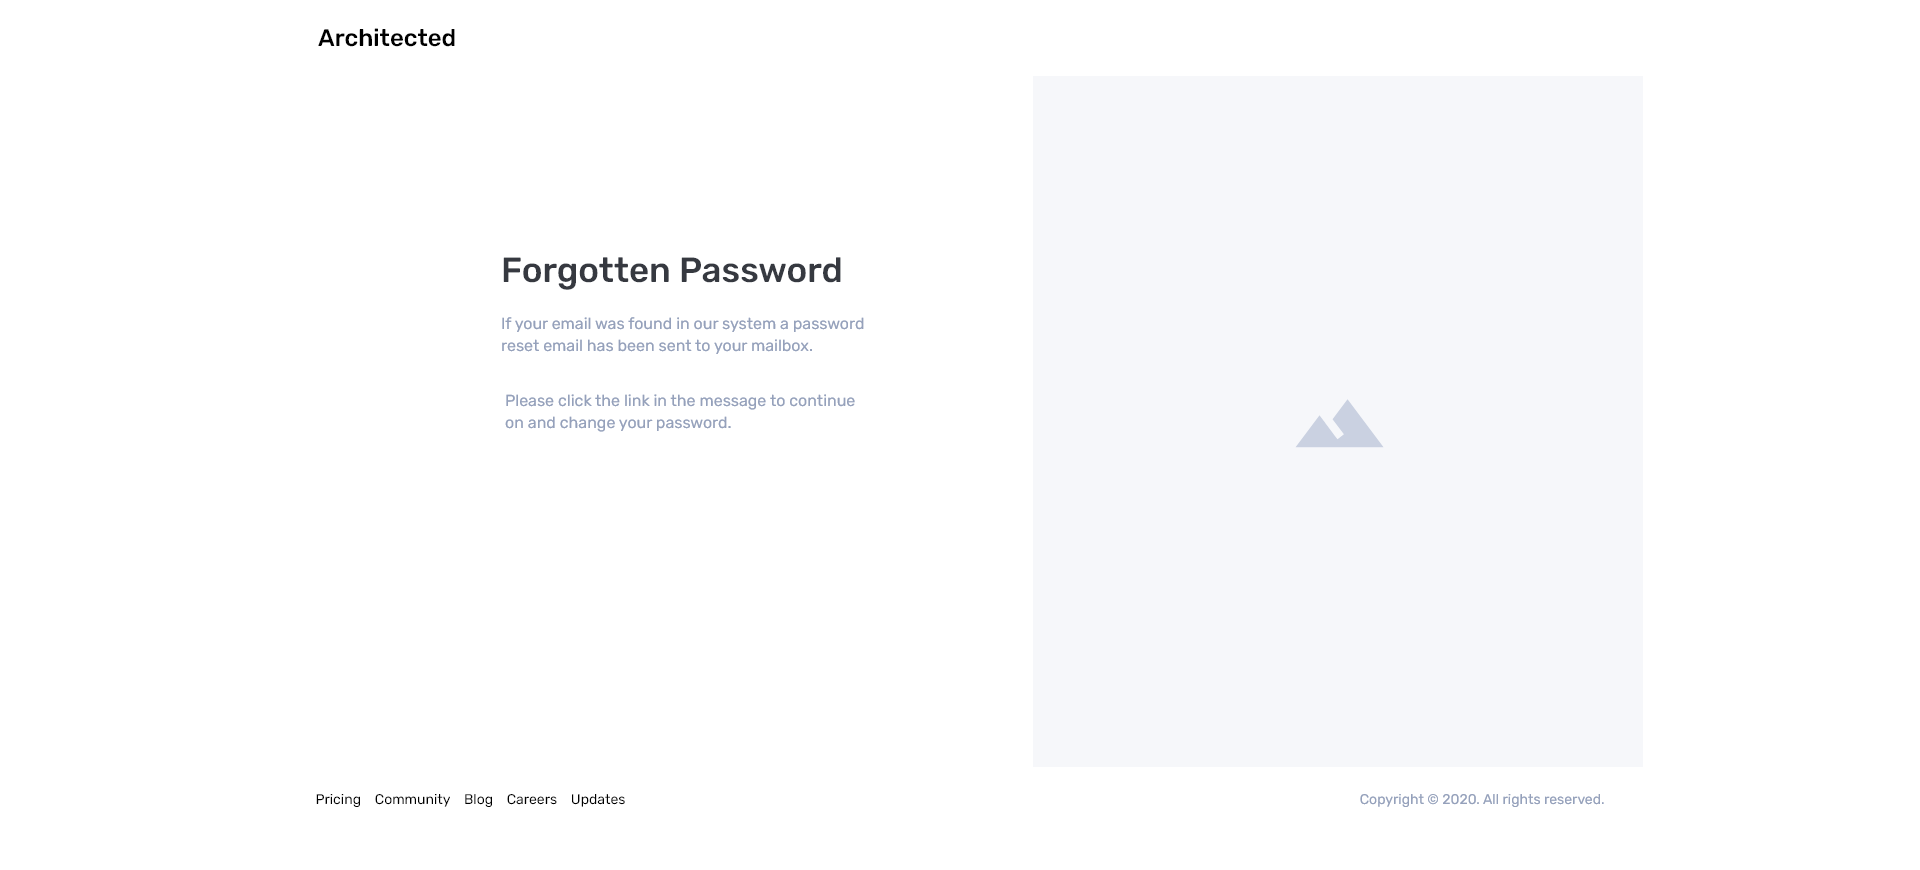 Architected
Forgotten Password
If your email was found in our system a password
reset email has been sent to your mailbox.
Please click the link in the message to continue
on and change your password.
Pricing Community Blog Careers Updates
Copyright © 2020. All rights reserved.